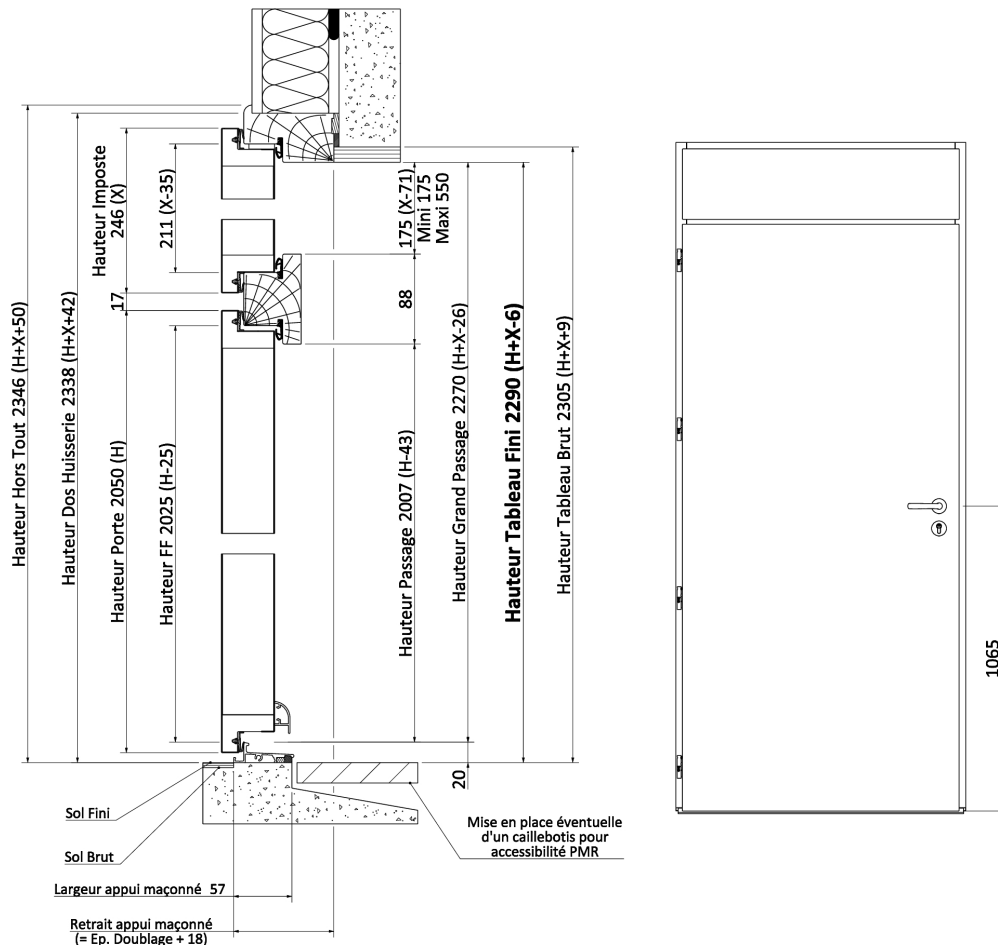 Hauteur Hors Tout 2346 (H+X+50)
Hauteur Dos Huisserie 2338 (H+X+42)
Hauteur Imposte
246 (X)
17
Hauteur Porte 2050 (H)
211 (X-35)
Hauteur FF 2025 (H-25)
175 (X-71)
Mini 175
Maxi 550
88
Hauteur Passage 2007 (H-43)
Hauteur Grand Passage 2270 (H+X-26)
20
Hauteur Tableau Fini 2290 (H+X-6)
Hauteur Tableau Brut 2305 (H+X+9)
1065
Sol Fini
Sol Brut
Largeur appui maçonné 57
Retrait appui maçonné
(= Ep. Doublage + 18)
Mise en place éventuelle
d'un caillebotis pour
accessibilité PMR